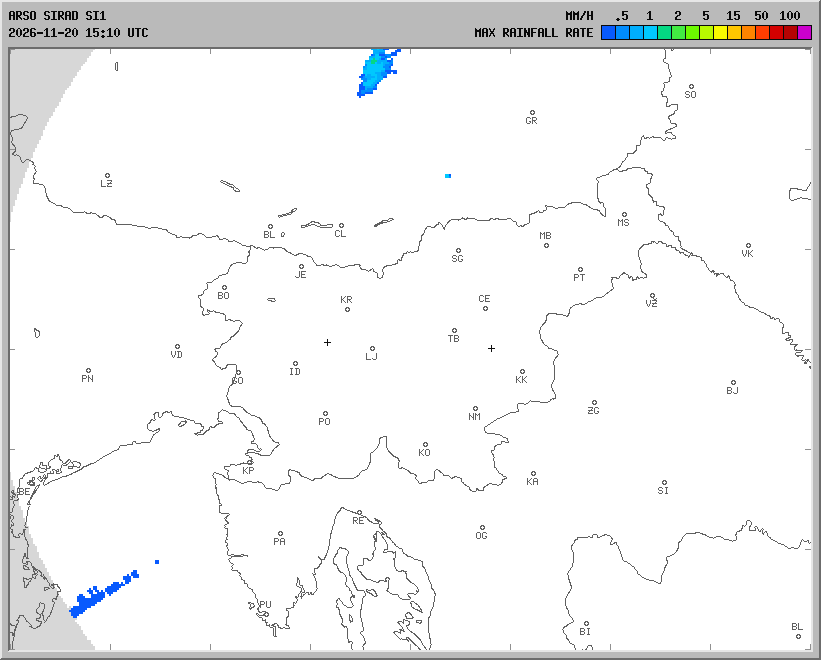 ARSO SIRAD SI1
2026-11-20 15:10 UTC
MM/H .5 1 2 5 15 50 100
MAX RAINFALL RATE
SO
GR
LZ
MS
BL
CL
MB
VK
SG
JE
PT
BO
KR
CE
VZ
TB
VD
LJ
ID
PN
GO
KK
BJ
ZG
NM
PO
KO
KP
KA
BE
SI
RE
OG
PA
PU
BI
BL